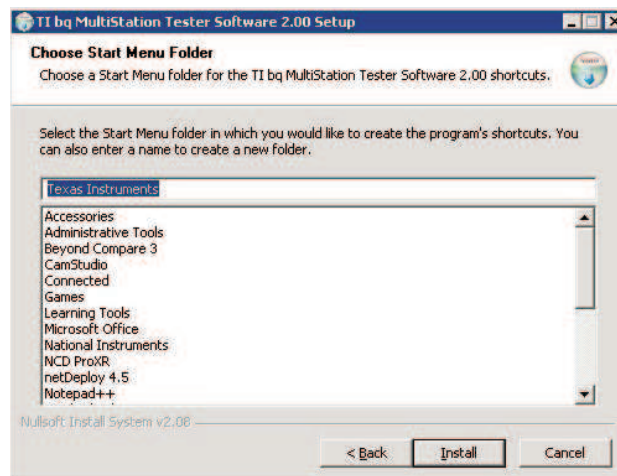 TI bq MultiStation Tester Software 2.00 Setup
Choose Start Menu Folder
Choose a Start Menu folder for the TI bq MultiStation Tester Software 2.00 shortcuts.
Select the Start Menu folder in which you would like to create the program's shortcuts. You
can also enter a name to create a new folder.
Texas Instruments
Accessories
Administrative Tools
Beyond Compare 3
CamStudio
Connected
Games
Learning Tools
Microsoft Office
National Instruments
NCD ProXR
netDeploy 4.5
Notepad++
Nullsoft Install System v2.08
< Back
Install
Cancel